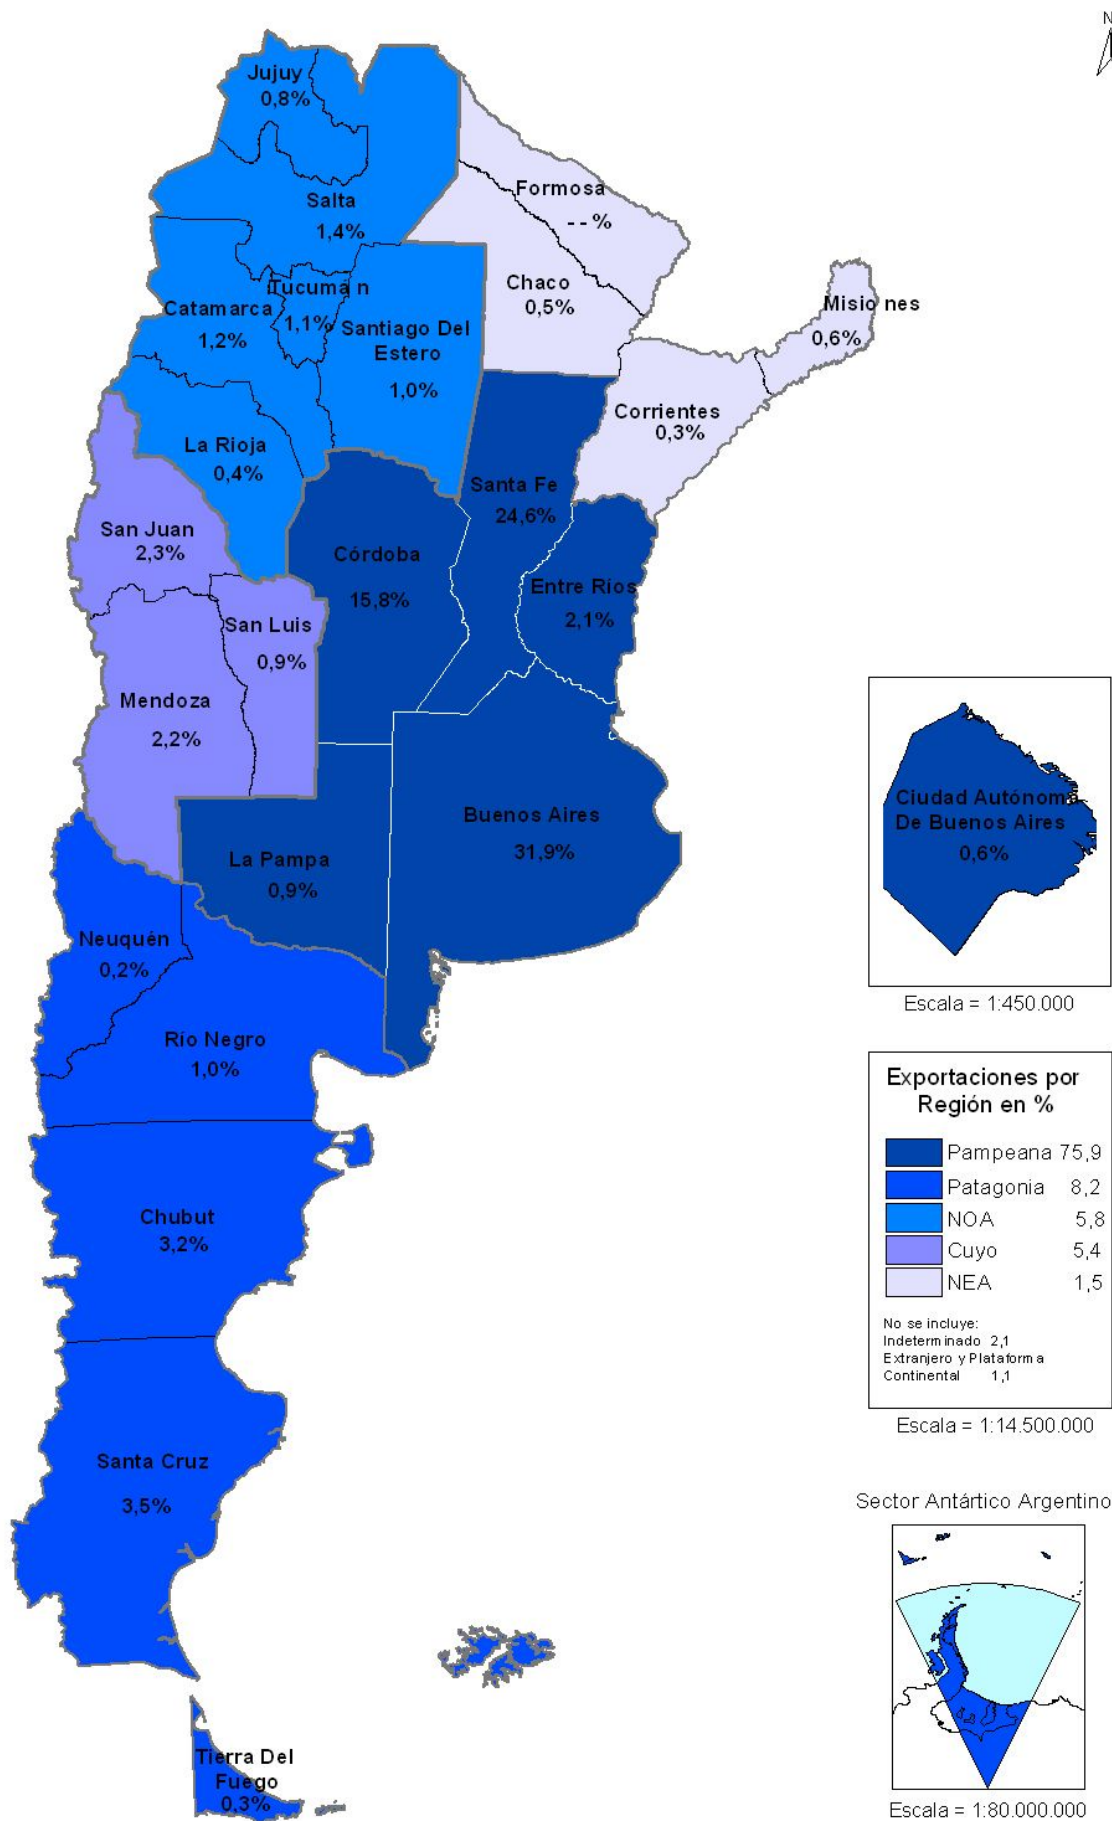 N
Jujuy
0,8%
Salta
1,4%
Formosa
--%
Chaco
0,5%
Misiones
0,6%
Catamarca
1,2%
Tucumán
1,1%
Santiago Del
Estero
1,0%
Corrientes
0,3%
La Rioja
0,4%
Santa Fe
24,6%
San Juan
2,3%
Córdoba
15,8%
Entre Ríos
2,1%
San Luis
0,9%
Mendoza
2,2%
Buenos Aires
31,9%
La Pampa
0,9%
Neuquén
0,2%
Río Negro
1,0%
Chubut
3,2%
Santa Cruz
3,5%
Tierra Del
Fuego
0,3%
Ciudad Autónoma
De Buenos Aires
0,6%
Escala = 1:450.000
Exportaciones por
Región en %
Pampeana 75,9
Patagonia 8,2
NOA 5,8
Cuyo 5,4
NEA 1,5
No se incluye:
Indeterminado 2,1
Extranjero y Plataforma
Continental 1,1
Escala = 1:14.500.000
Sector Antártico Argentino
Escala = 1:80.000.000